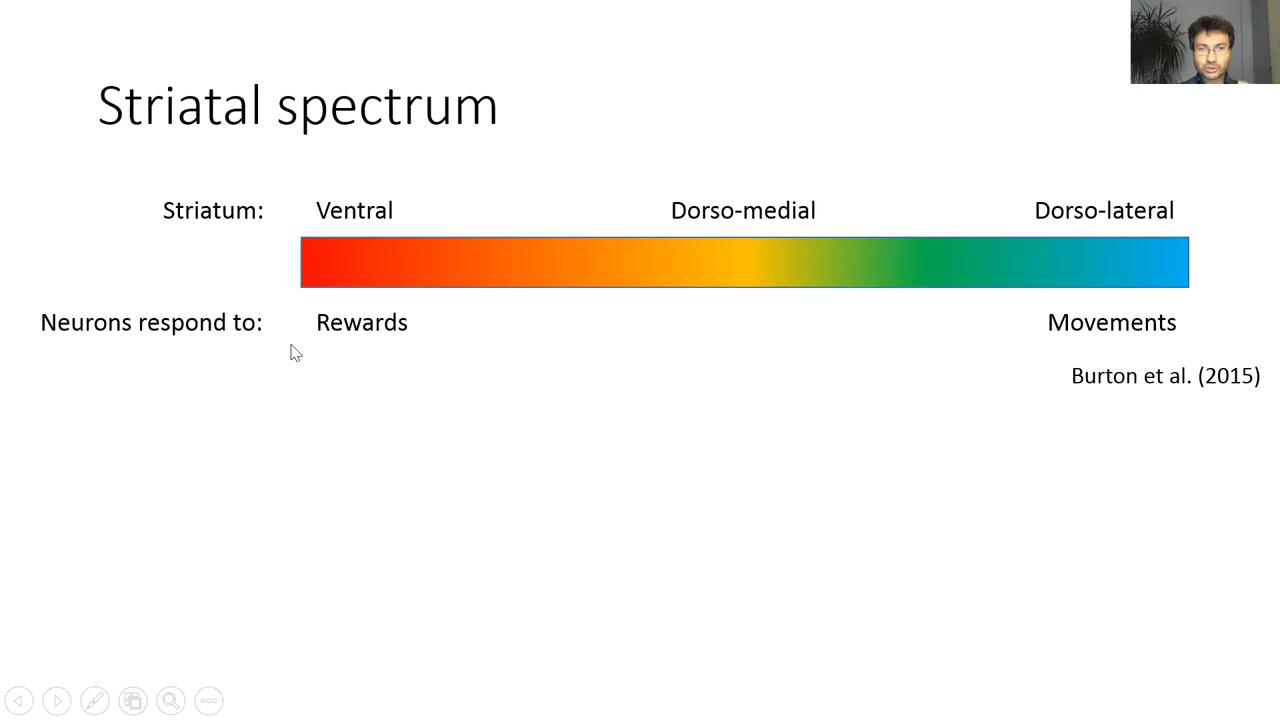 Striatal spectrum
Striatum: Ventral Dorso-medial Dorso-lateral
Neurons respond to: Rewards Movements
Burton et al. (2015)